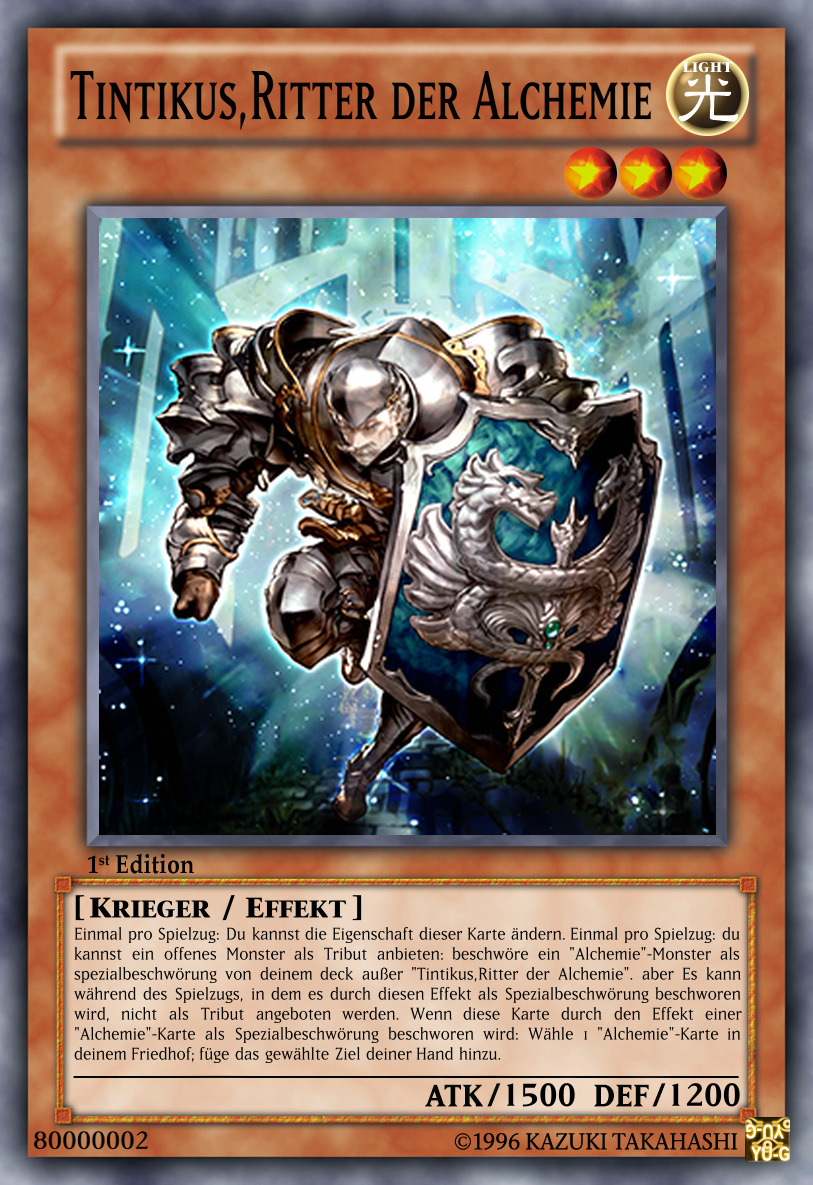 Tintikus,Ritter der Alchemie
LIGHT
光
1st Edition
[ Krieger / Effekt ]
Einmal pro Spielzug: Du kannst die Eigenschaft dieser Karte ändern. Einmal pro Spielzug: du
kannst ein offenes Monster als Tribut anbieten: beschwöre ein "Alchemie"-Monster als
spezialbeschwörung von deinem deck außer "Tintikus,Ritter der Alchemie". aber Es kann
während des Spielzugs, in dem es durch diesen Effekt als Spezialbeschwörung beschworen
wird, nicht als Tribut angeboten werden. Wenn diese Karte durch den Effekt einer
"Alchemie"-Karte als Spezialbeschwörung beschworen wird: Wähle 1 "Alchemie"-Karte in
deinem Friedhof; füge das gewählte Ziel deiner Hand hinzu.
ATK/1500 DEF/1200
80000002
©1996 KAZUKI TAKAHASHI